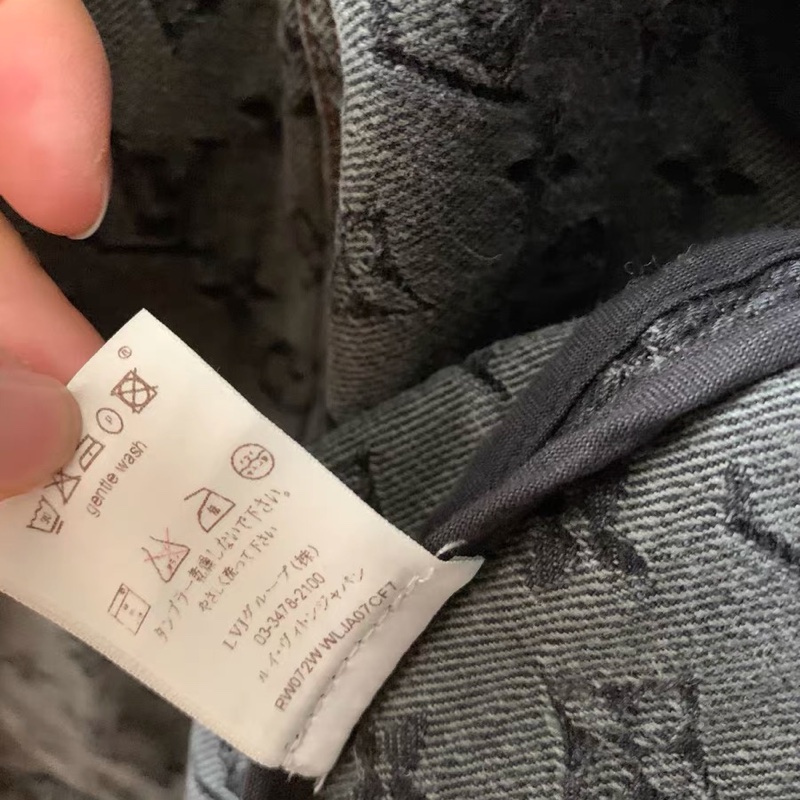 ®
P
30
gentle wash
タンブラー乾燥しないで下さい。
やさしく洗って下さい
LVJグループ(株)
03-3478-2100
ルイ・ヴィトン・ジャパン
RW072W WLJA07CF7